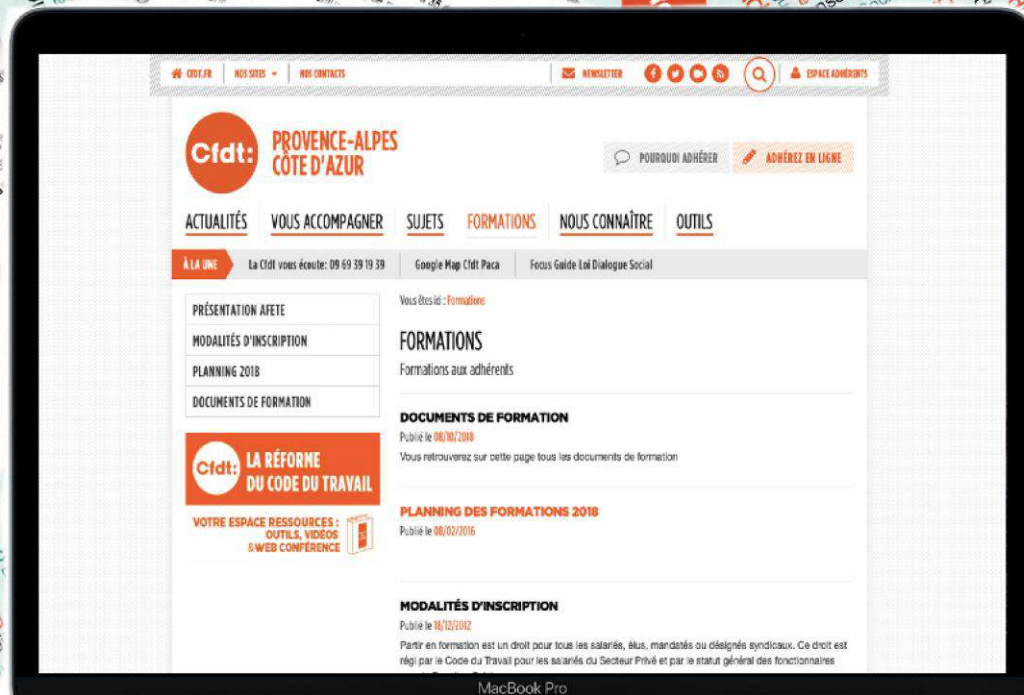 CFDT.FR
NOS SITES
NOS CONTACTS
NEWSLETTER
ESPACE ADHÉRENTS
Cfdt:
PROVENCE-ALPES
CÔTE D'AZUR
POURQUOI ADHÉRER
ADHÉREZ EN LIGNE
ACTUALITÉS
VOUS ACCOMPAGNER
SUJETS
FORMATIONS
NOUS CONNAÎTRE
OUTILS
À LA UNE
La Cfdt vous écoute: 09 69 39 19 39
Google Map Cfdt Paca
Focus Guide Loi Dialogue Social
PRÉSENTATION AFETE
MODALITÉS D'INSCRIPTION
PLANNING 2018
DOCUMENTS DE FORMATION
Cfdt:
LA RÉFORME
DU CODE DU TRAVAIL
VOTRE ESPACE RESSOURCES :
OUTILS, VIDÉOS
&WEB CONFÉRENCE
Vous êtes ici : Formations
FORMATIONS
Formations aux adhérents
DOCUMENTS DE FORMATION
Publié le 08/10/2018
Vous retrouverez sur cette page tous les documents de formation
PLANNING DES FORMATIONS 2018
Publié le 08/02/2016
MODALITÉS D'INSCRIPTION
Publié le 18/12/2012
Partir en formation est un droit pour tous les salariés, élus, mandatés ou désignés syndicaux. Ce droit est
régi par le Code du Travail pour les salariés du Secteur Privé et par le statut général des fonctionnaires
MacBook Pro